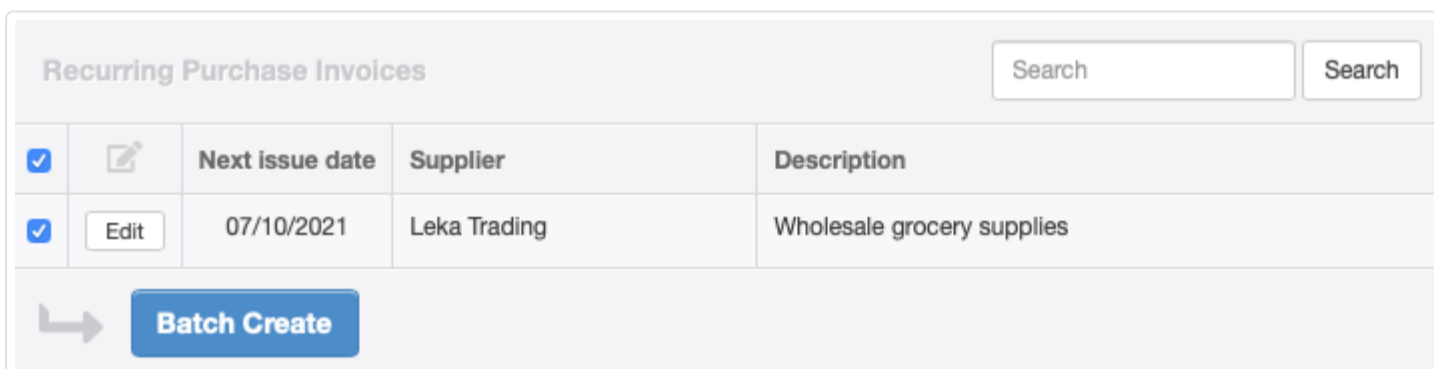 Recurring Purchase Invoices Search Search
Next issue date Supplier Description
Edit 07/10/2021 Leka Trading Wholesale grocery supplies
Batch Create